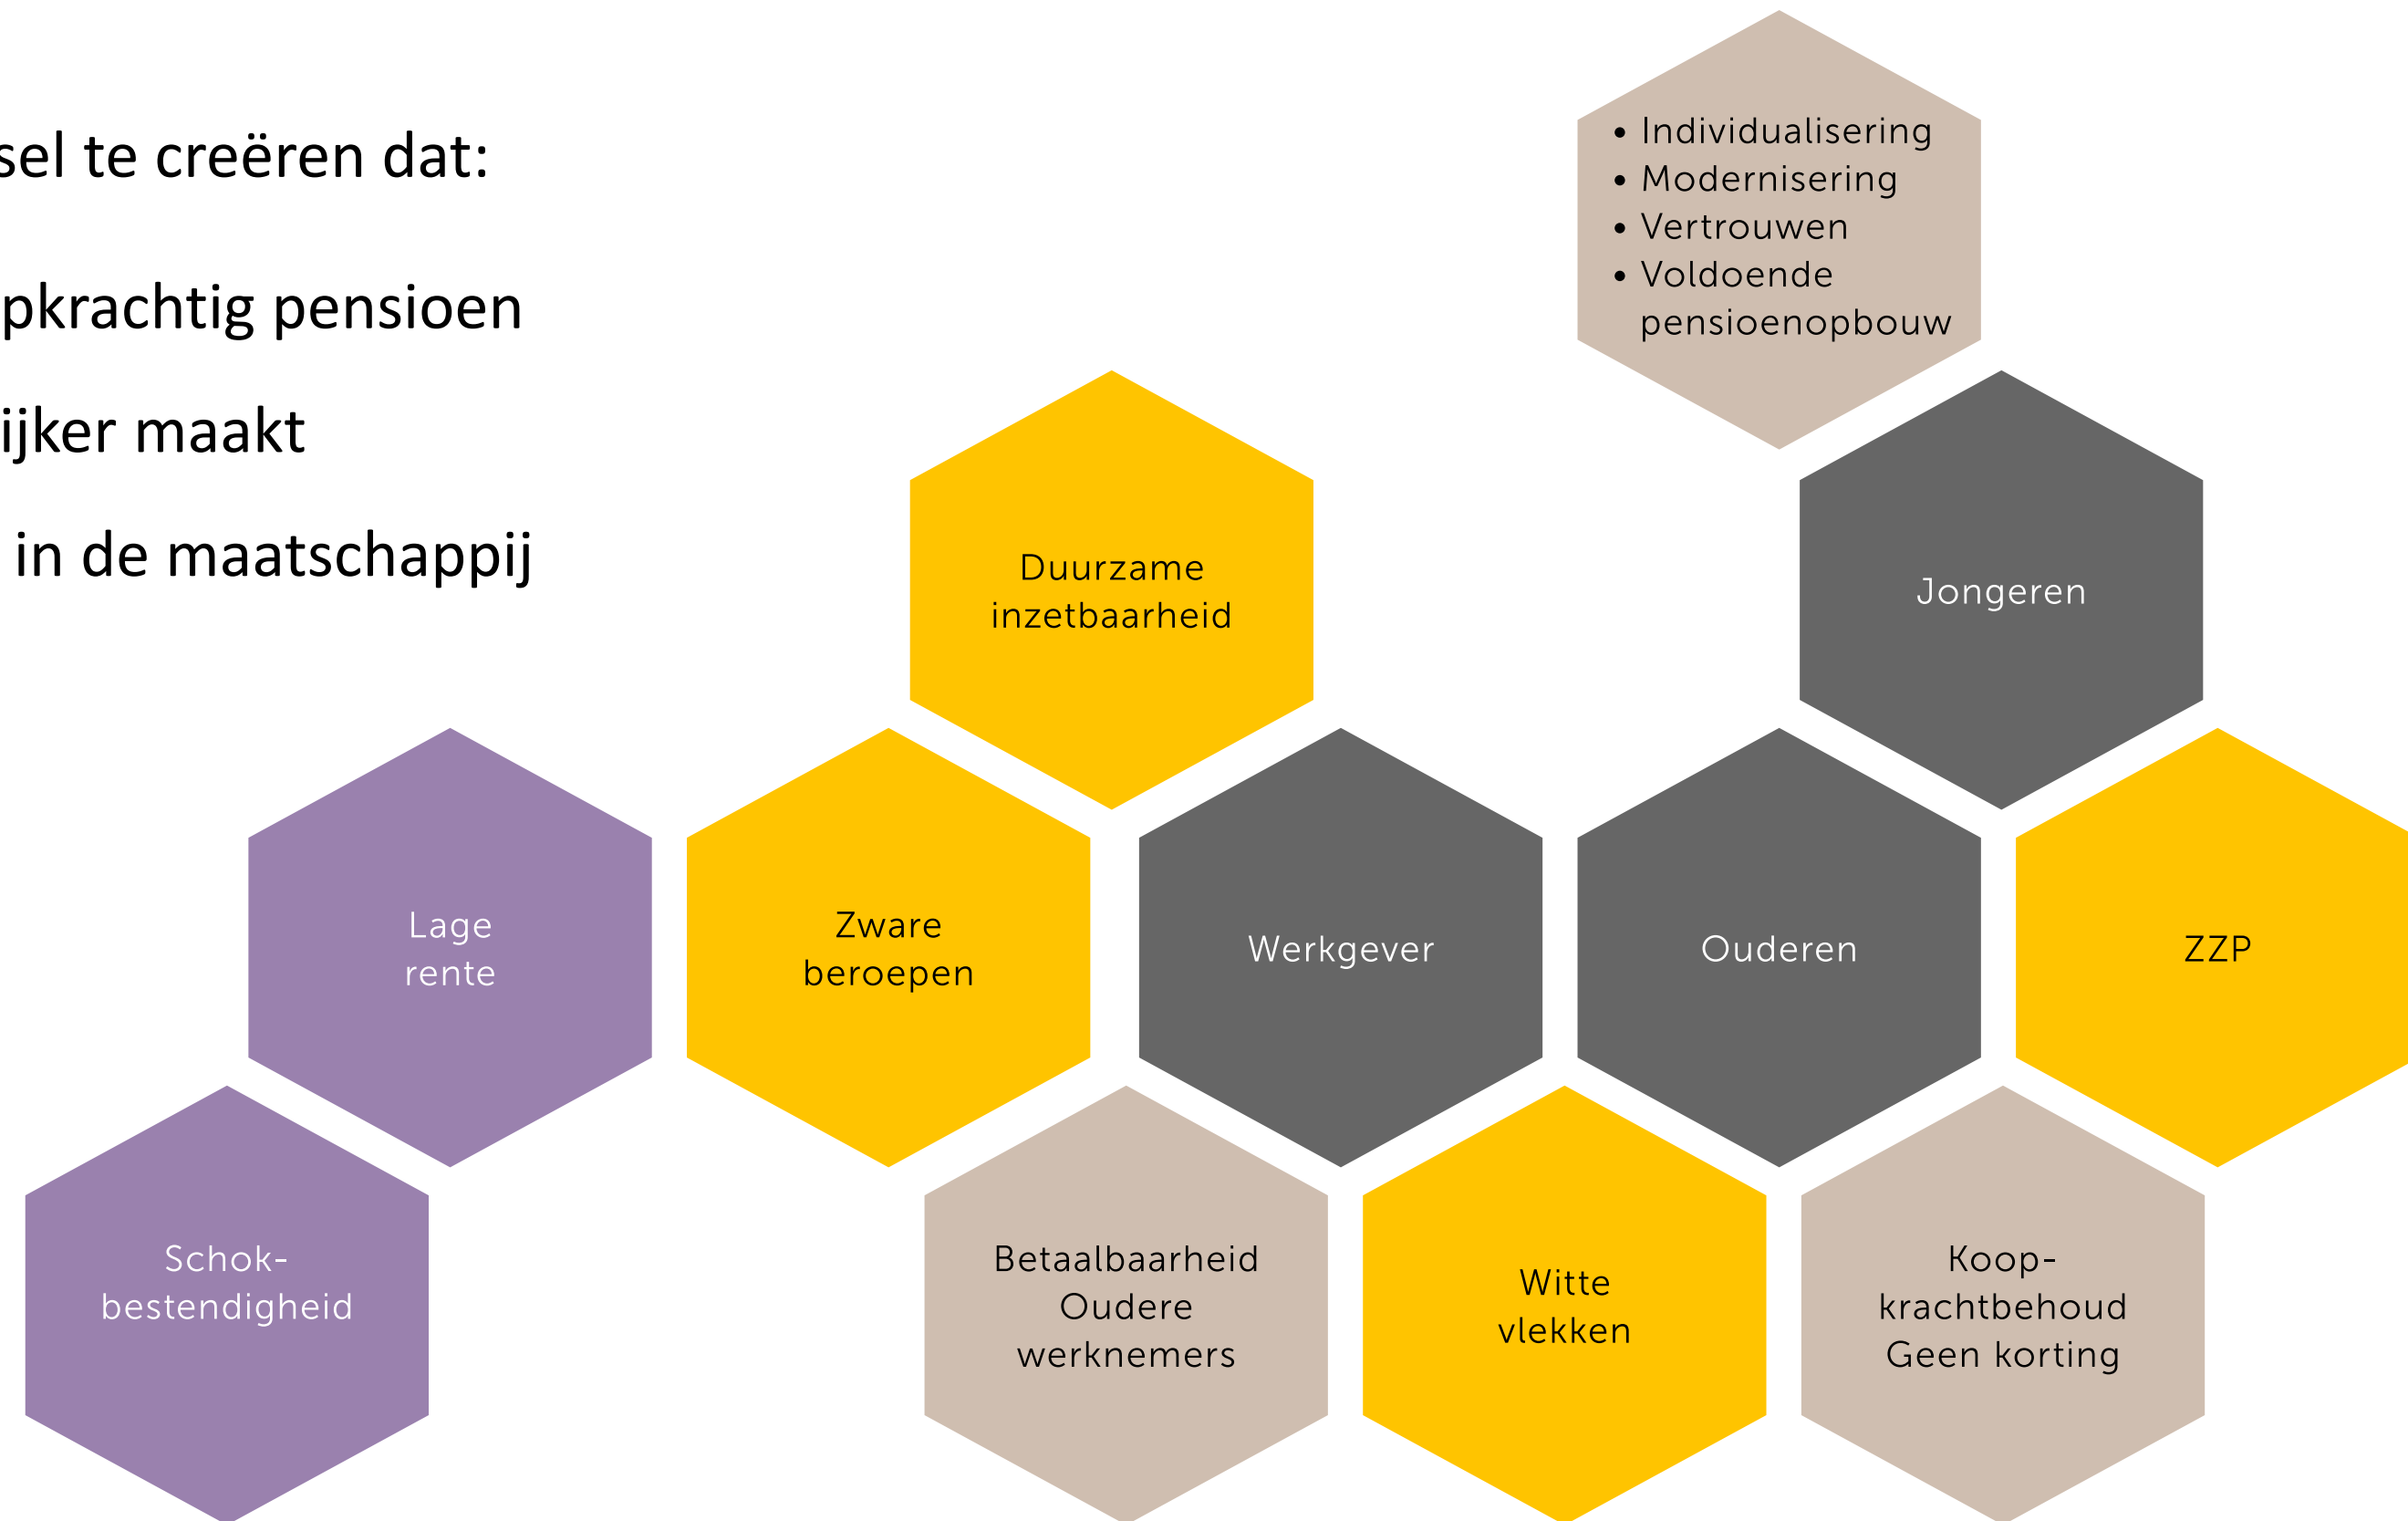 sel te creëren dat:
pkrachtig pensioen
ijker maakt
in de maatschappij
• Individualisering
• Modernisering
• Vertrouwen
• Voldoende
pensioenopbouw
Duurzame
inzetbaarheid
Jongeren
Lage
rente
Zware
beroepen
Werkgever
Ouderen
ZZP
Schok-
bestendigheid
Betaalbaarheid
Oudere
werknemers
Witte
vlekken
Koop-
krachtbehoud
Geen korting